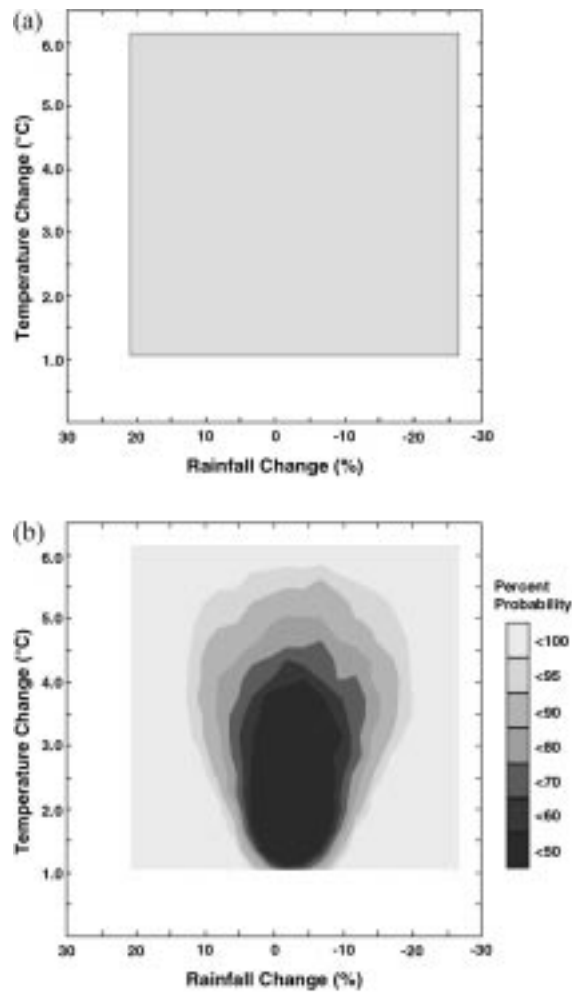 (a)
6.0
5.0
4.0
3.0
2.0
1.0
Temperature Change (°C)
30 20 10 0 -10 -20 -30
Rainfall Change (%)
(b)
6.0
5.0
4.0
3.0
2.0
1.0
Temperature Change (°C)
30 20 10 0 -10 -20 -30
Rainfall Change (%)
Percent
Probability
<100
<95
<90
<80
<70
<60
<50